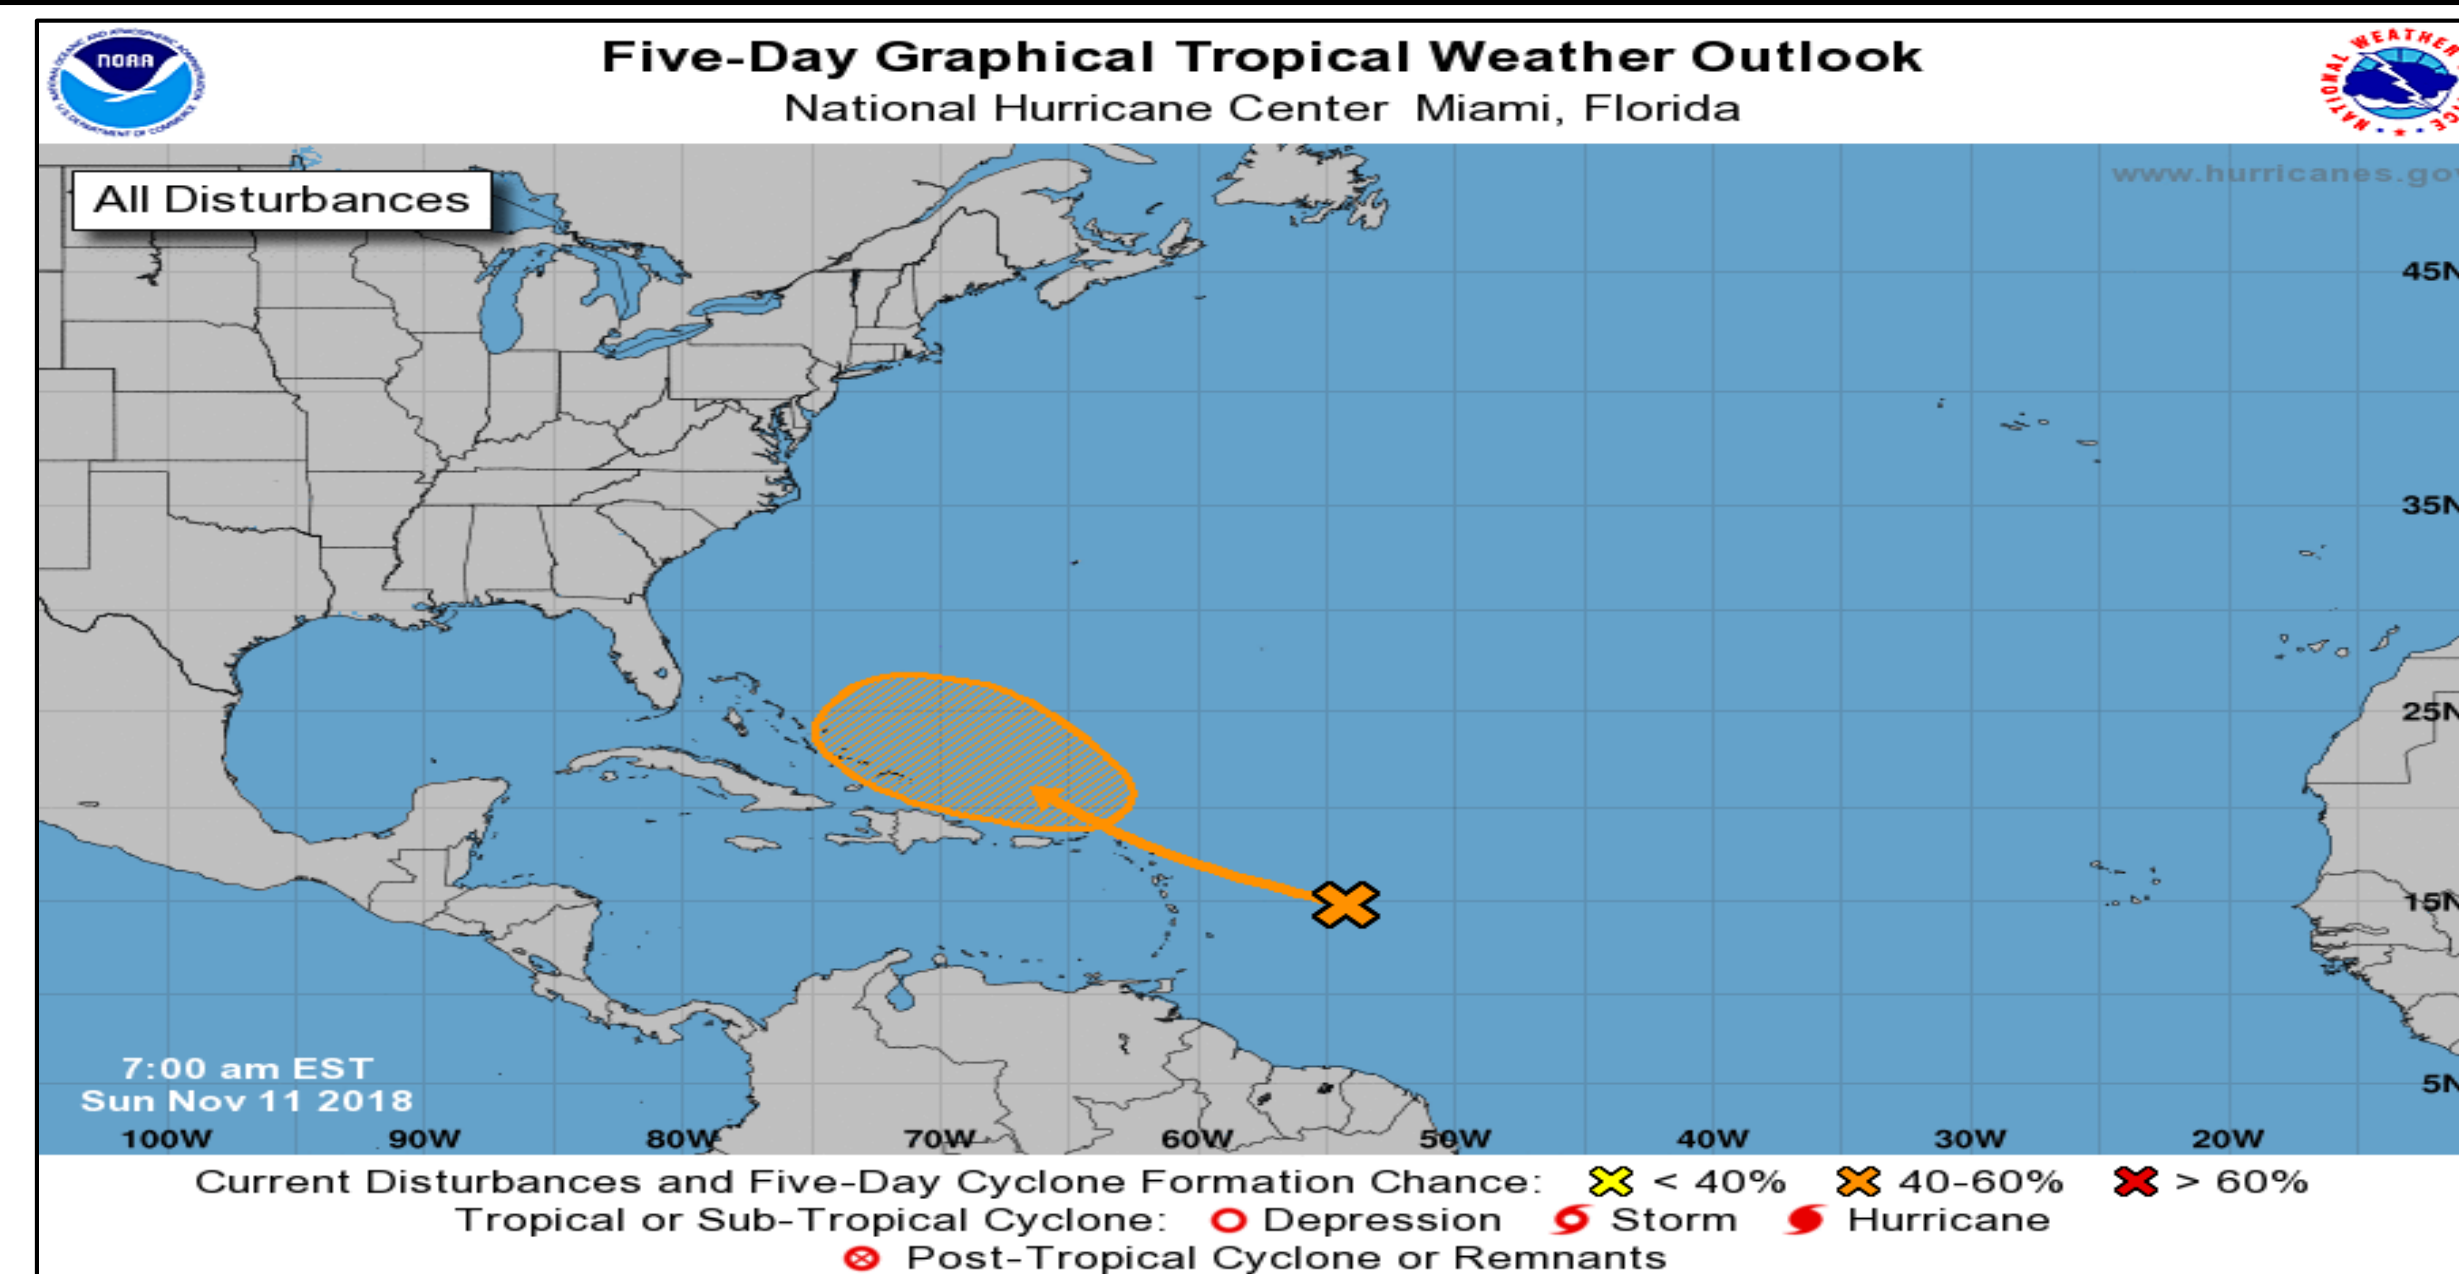 NOAA
Five-Day Graphical Tropical Weather Outlook
National Hurricane Center Miami, Florida
All Disturbances
www.hurricanes.gov
45N
35N
25N
15N
5N
7:00 am EST
Sun Nov 11 2018
100W 90W 80W 70W 60W 50W 40W 30W 20W
Current Disturbances and Five-Day Cyclone Formation Chance: < 40% 40-60% > 60%
Tropical or Sub-Tropical Cyclone: Depression Storm Hurricane
Post-Tropical Cyclone or Remnants